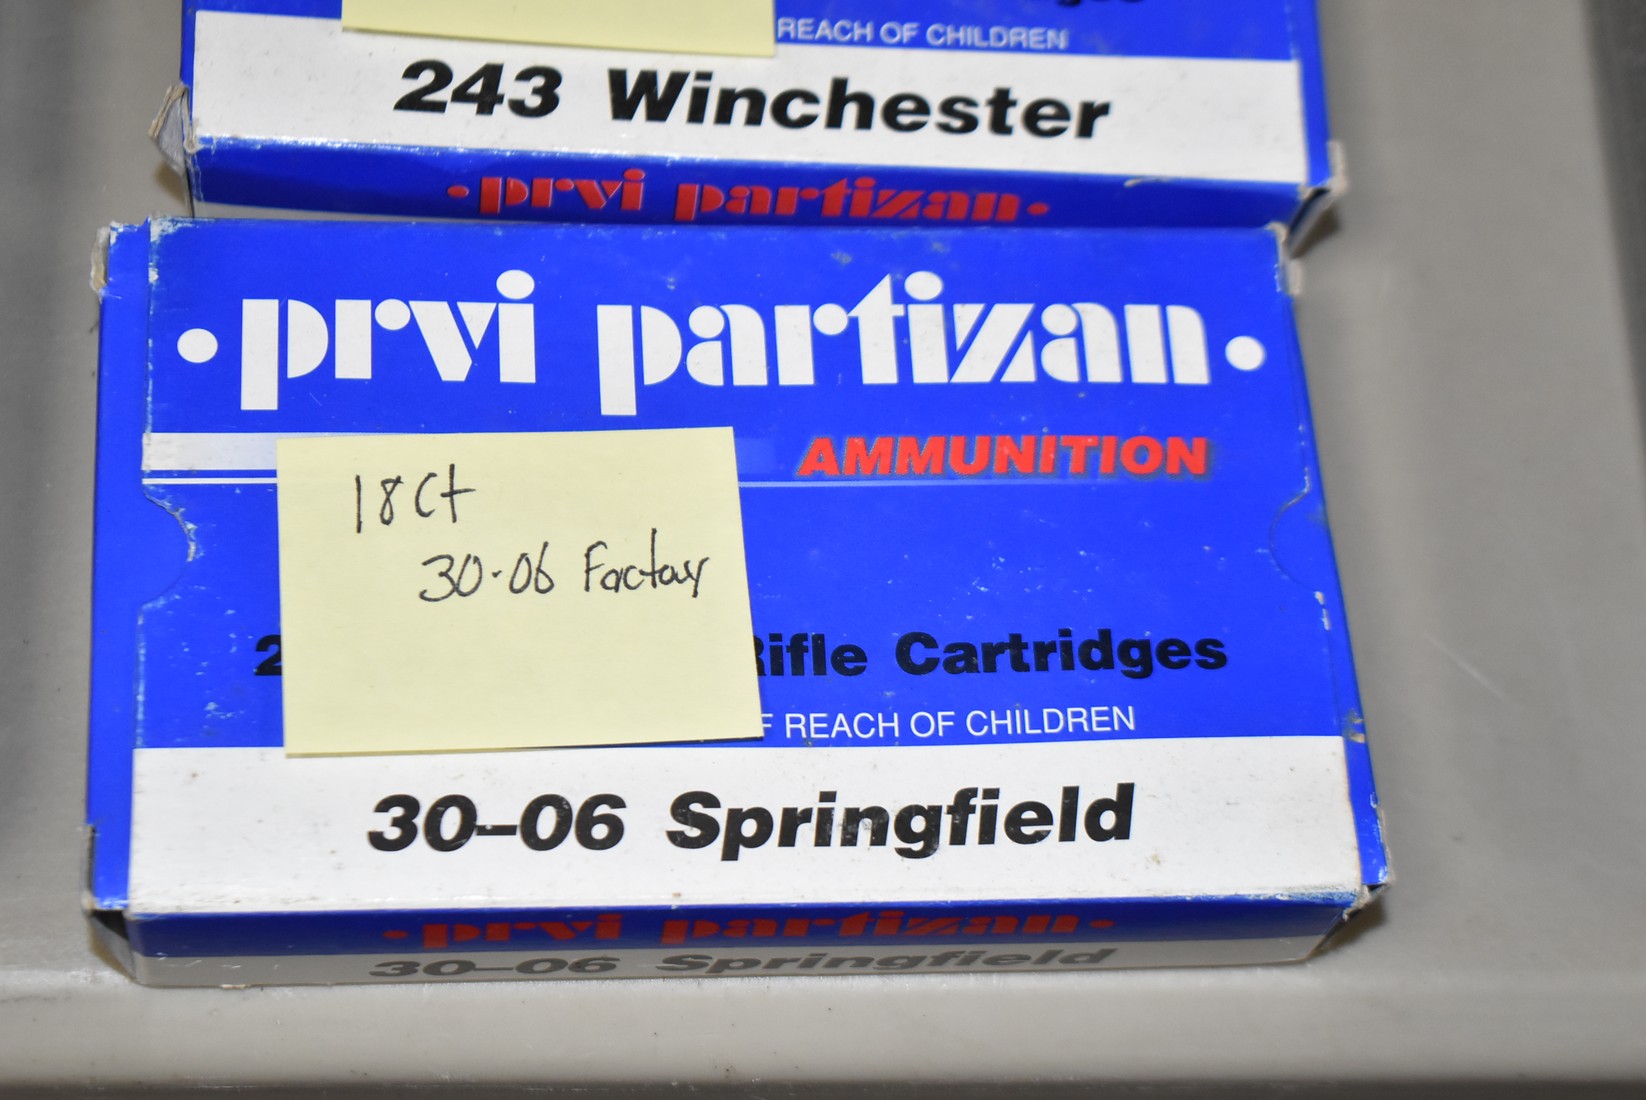 REACH OF CHILDREN
243 Winchester
•prvi partizan•
•prvi partizan•
AMMUNITION
18 Ct
30-06 Factory
Rifle Cartridges
REACH OF CHILDREN
30-06 Springfield
•prvi partizan•
30-06 Springfield